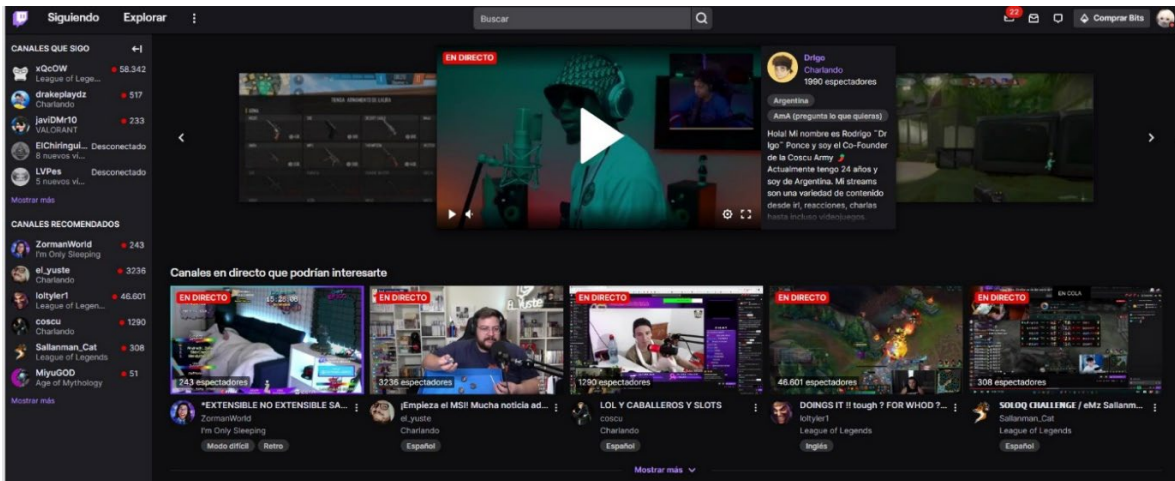 Siguiendo
Explorar
Buscar
22
Comprar Bits
CANALES QUE SIGO
xQcOW
58.342
League of Lege...
drakeplaydz
517
Charlando
javiDMr10
233
VALORANT
ElChiringui...
Desconectado
8 nuevos ví...
LVPes
Desconectado
5 nuevos ví...
Mostrar más
CANALES RECOMENDADOS
ZormanWorld
243
I'm Only Sleeping
el_yuste
3236
Charlando
loltyler1
46.601
League of Legen...
coscu
1290
Charlando
Sallanman_Cat
308
League of Legends
MiyuGOD
51
Age of Mythology
Mostrar más
EN DIRECTO
DrIgo
Charlando
1990 espectadores
Argentina
AmA (pregunta lo que quieras)
Hola! Mi nombre es Rodrigo "Dr
Igo" Ponce y soy el Co-Founder
de la Coscu Army
Actualmente tengo 24 años y
soy de Argentina. Mi streams
son una variedad de contenido
desde irl, reacciones, charlas
hasta incluso videojuegos.
Canales en directo que podrían interesarte
EN DIRECTO
243 espectadores
*EXTENSIBLE NO EXTENSIBLE SA...
ZormanWorld
I'm Only Sleeping
Modo difícil
Retro
EN DIRECTO
3236 espectadores
¡Empieza el MSI! Mucha noticia ad...
el_yuste
Charlando
Español
EN DIRECTO
1290 espectadores
LOL Y CABALLEROS Y SLOTS
coscu
Charlando
Español
EN DIRECTO
46.601 espectadores
DOINGS IT !! tough ? FOR WHOD ?...
loltyler1
League of Legends
Inglés
EN DIRECTO
EN COLA
308 espectadores
SOLOQ CHALLENGE / eMz Sallanm...
Sallanman_Cat
League of Legends
Español
Mostrar más